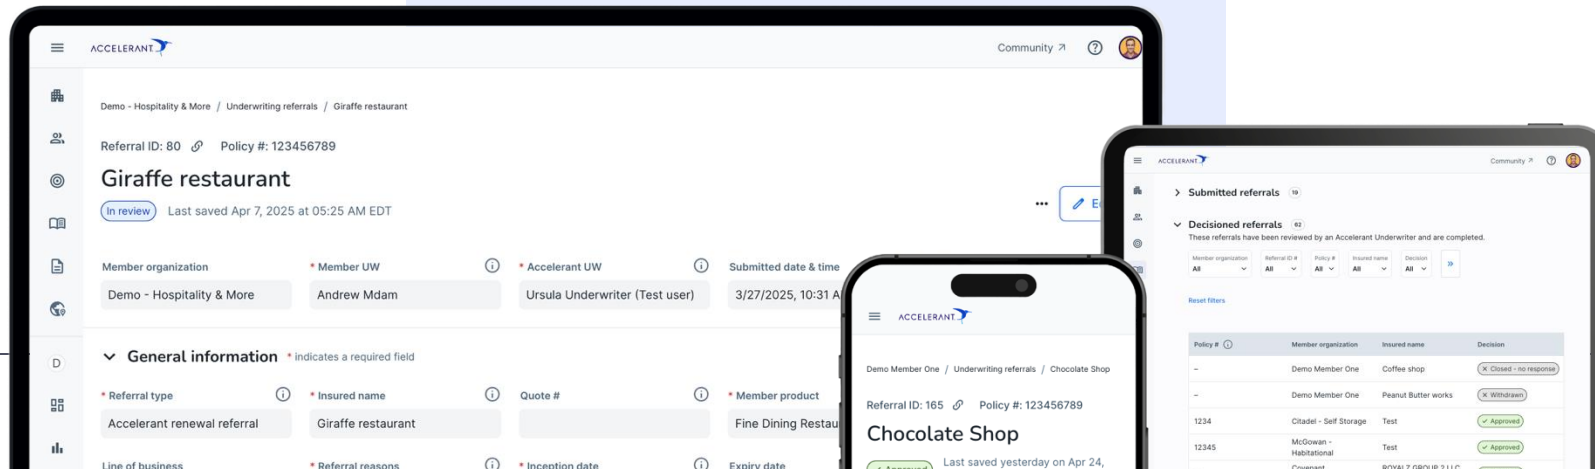 ACCELERANT
Community
Demo - Hospitality & More / Underwriting referrals / Giraffe restaurant
Referral ID: 80 Policy #: 123456789
Giraffe restaurant
In review Last saved Apr 7, 2025 at 05:25 AM EDT
Member organization * Member UW * Accelerant UW Submitted date & time
Demo - Hospitality & More Andrew Mdam Ursula Underwriter (Test user) 3/27/2025, 10:31
General information * indicates a required field
D
* Referral type * Insured name Quote # * Member product
Accelerant renewal referral Giraffe restaurant Fine Dining
Line of business * Referral reasons * Inception date Expiry date
ACCELERANT
Demo Member One / Underwriting referrals / Chocolate Shop
Referral ID: 165 Policy #: 123456789
Chocolate Shop
Approved Last saved yesterday on Apr 24,
ACCELERANT Community
Submitted referrals 19
Decisioned referrals 62
These referrals have been reviewed by an Accelerant Underwriter and are completed.
Member organization Referral ID # Policy # Insured name Decision
All All All All All
Reset filters
Policy # Member organization Insured name Decision
– Demo Member One Coffee shop Closed - no response
– Demo Member One Peanut Butter works Withdrawn
1234 Citadel - Self Storage Test Approved
12345 McGowan - Habitational Test Approved
Covenant ROYALZ GROUP 2 LLC